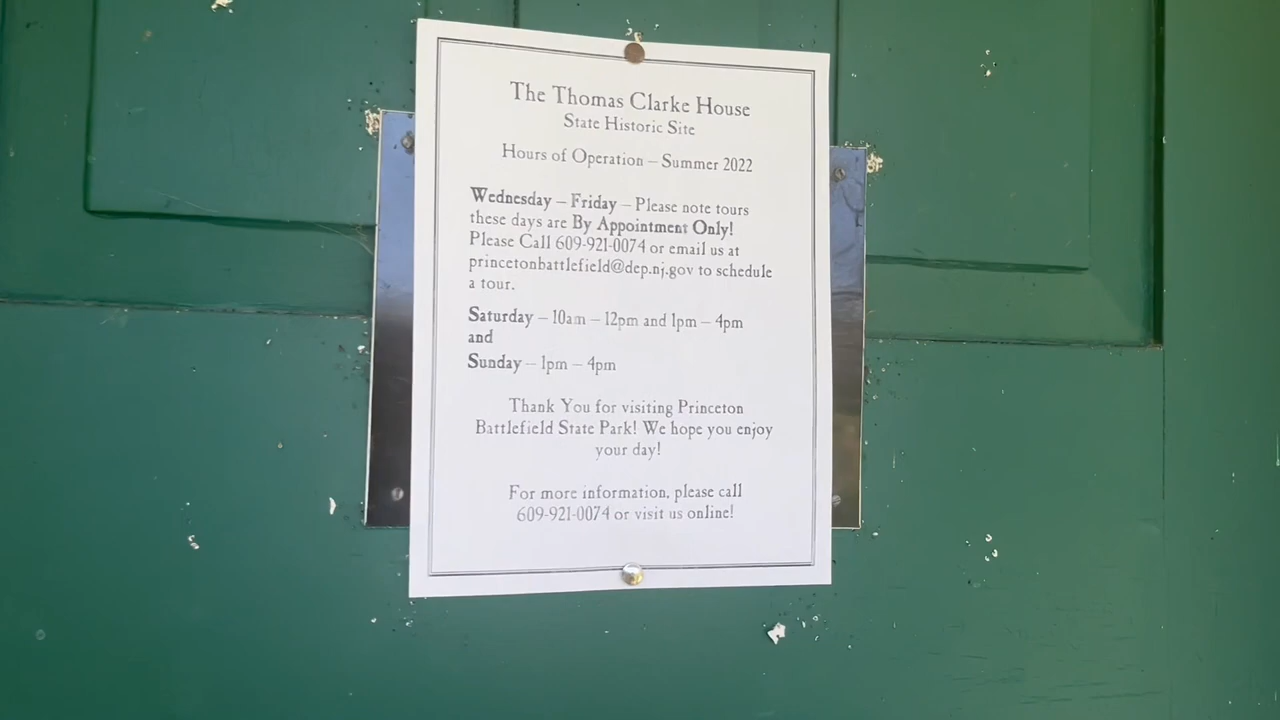 The Thomas Clarke House
State Historic Site
Hours of Operation – Summer 2022
Wednesday – Friday – Please note tours
these days are By Appointment Only!
Please Call 609-921-0074 or email us at
princetonbattlefield@dep.nj.gov to schedule
a tour.
Saturday – 10am – 12pm and 1pm – 4pm
and
Sunday – 1pm – 4pm
Thank You for visiting Princeton
Battlefield State Park! We hope you enjoy
your day!
For more information, please call
609-921-0074 or visit us online!